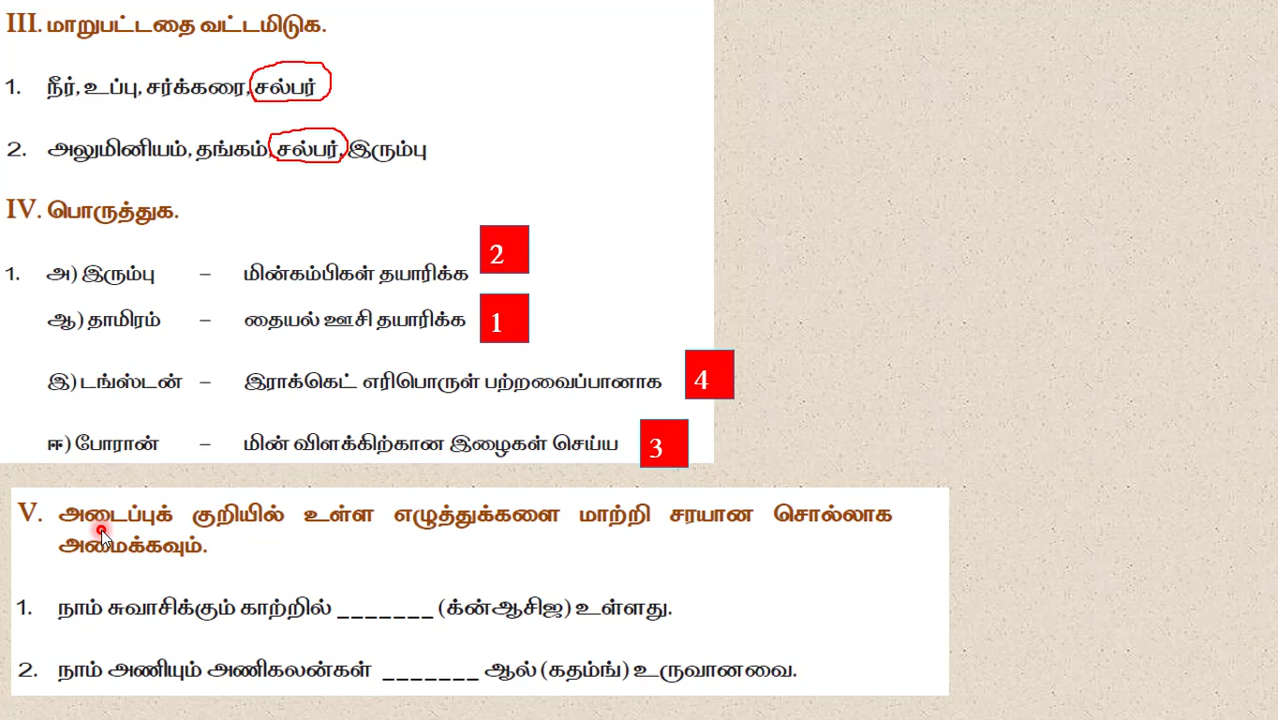 III. மாறுபட்டதை வட்டமிடுக.
1. நீர், உப்பு, சர்க்கரை, சல்பர்
2. அலுமினியம், தங்கம், சல்பர், இரும்பு
IV. பொருத்துக.
1. அ) இரும்பு – மின்கம்பிகள் தயாரிக்க 2
ஆ) தாமிரம் – தையல் ஊசி தயாரிக்க 1
இ) டங்ஸ்டன் – இராக்கெட் எரிபொருள் பற்றவைப்பானாக 4
ஈ) போரான் – மின் விளக்கிற்கான இழைகள் செய்ய 3
V. அடைப்புக் குறியில் உள்ள எழுத்துக்களை மாற்றி சரயான சொல்லாக
அமைக்கவும்.
1. நாம் சுவாசிக்கும் காற்றில் _______ (க்ன்ஆசிஜ) உள்ளது.
2. நாம் அணியும் அணிகலன்கள் _______ ஆல் (கதம்ங்) உருவானவை.